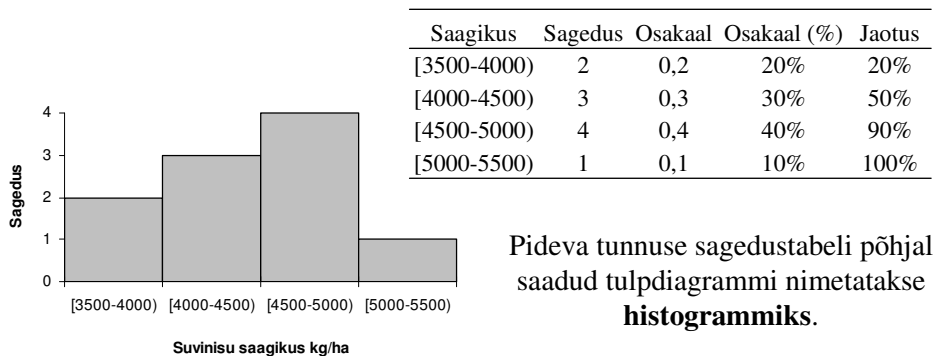 Saagikus Sagedus Osakaal Osakaal (%) Jaotus
[3500-4000) 2 0,2 20% 20%
[4000-4500) 3 0,3 30% 50%
[4500-5000) 4 0,4 40% 90%
[5000-5500) 1 0,1 10% 100%
4
3
2
1
0
Sagedus
[3500-4000) [4000-4500) [4500-5000) [5000-5500)
Suvinisu saagikus kg/ha
Pideva tunnuse sagedustabeli põhjal
saadud tulpdiagrammi nimetatakse
histogrammiks.